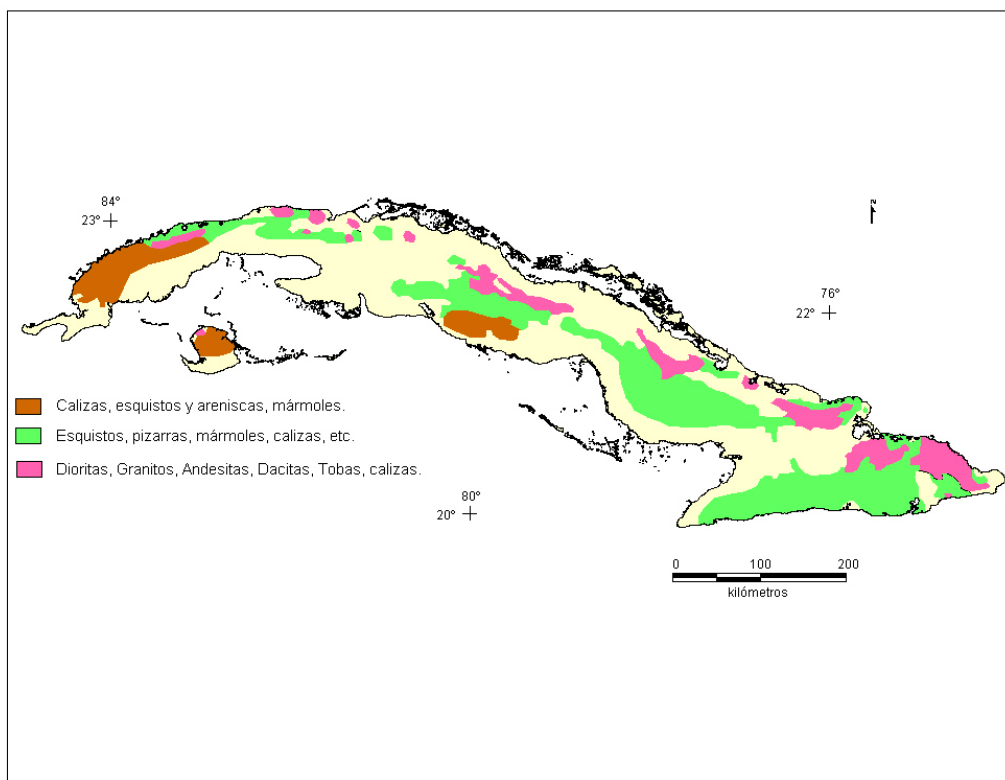 84°
23°
N
76°
22°
Calizas, esquistos y areniscas, mármoles.
Esquistos, pizarras, mármoles, calizas, etc.
Dioritas, Granitos, Andesitas, Dacitas, Tobas, calizas.
80°
20°
0 100 200
kilómetros